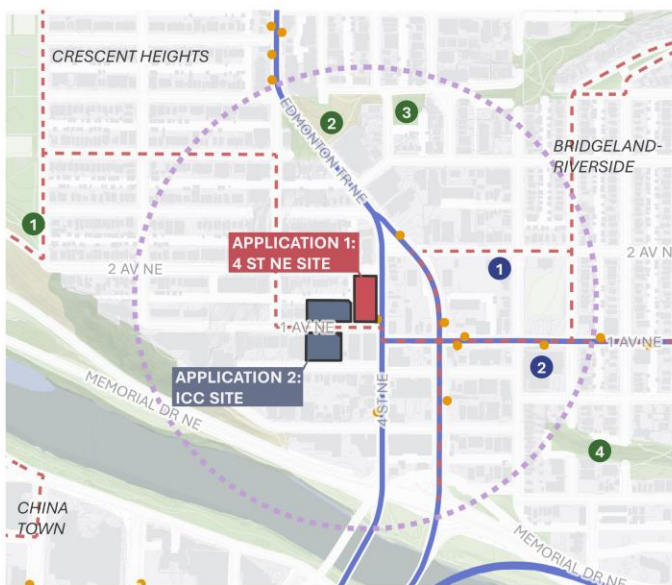 CRESCENT HEIGHTS
EDMONTON TR NE
2
3
BRIDGELAND-
RIVERSIDE
1
APPLICATION 1:
4 ST NE SITE
2 AV NE
2 AV NE
1
1 AV NE
1 AV NE
2
APPLICATION 2:
ICC SITE
MEMORIAL DR NE
4 ST NE
4
CHINA
TOWN
MEMORIAL DR NE